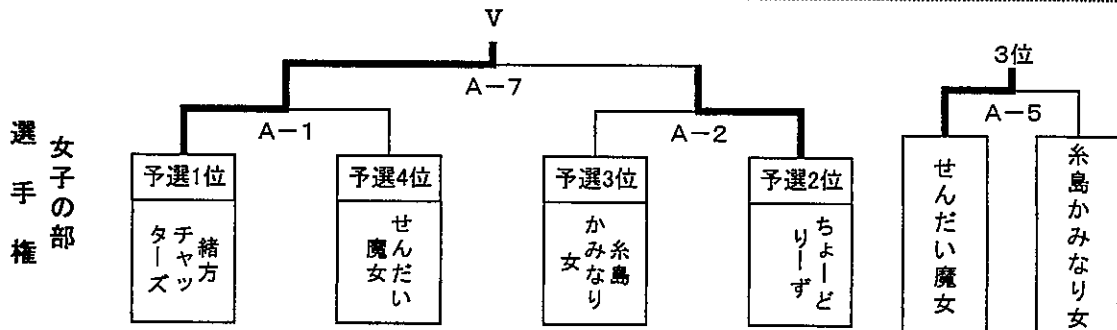 女子の部
選手権
V
A-7
A-1
A-2
予選1位
緒方
チャッ
ターズ
予選4位
せんだい
魔女
予選3位
糸島
かみなり
女
予選2位
ちょーど
りーず
3位
A-5
せんだい魔女
糸島かみなり女